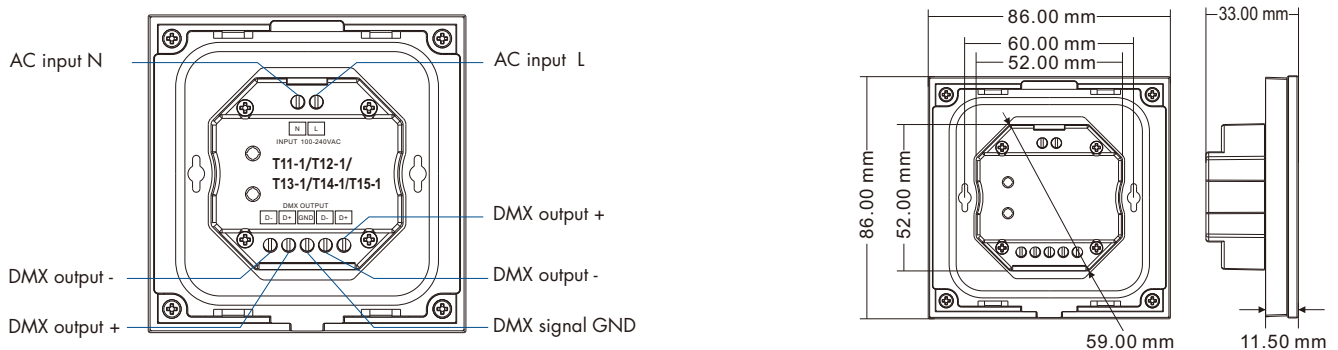 AC input N
AC input L
N L
INPUT 100-240VAC
T11-1/T12-1/
T13-1/T14-1/T15-1
DMX OUTPUT
D- D+ GND D- D+
DMX output +
DMX output -
DMX output -
DMX output +
DMX signal GND
86.00 mm
60.00 mm
52.00 mm
33.00 mm
86.00 mm
52.00 mm
59.00 mm
11.50 mm